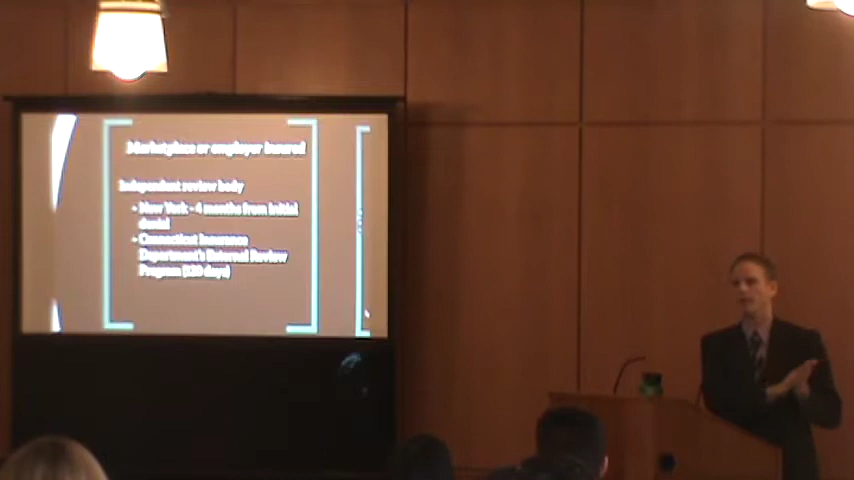 Marketplace or employer insured
Independent review body
- New York - 4 months from initial
denial
- Connecticut Insurance
Department's External Review
Program (120 days)